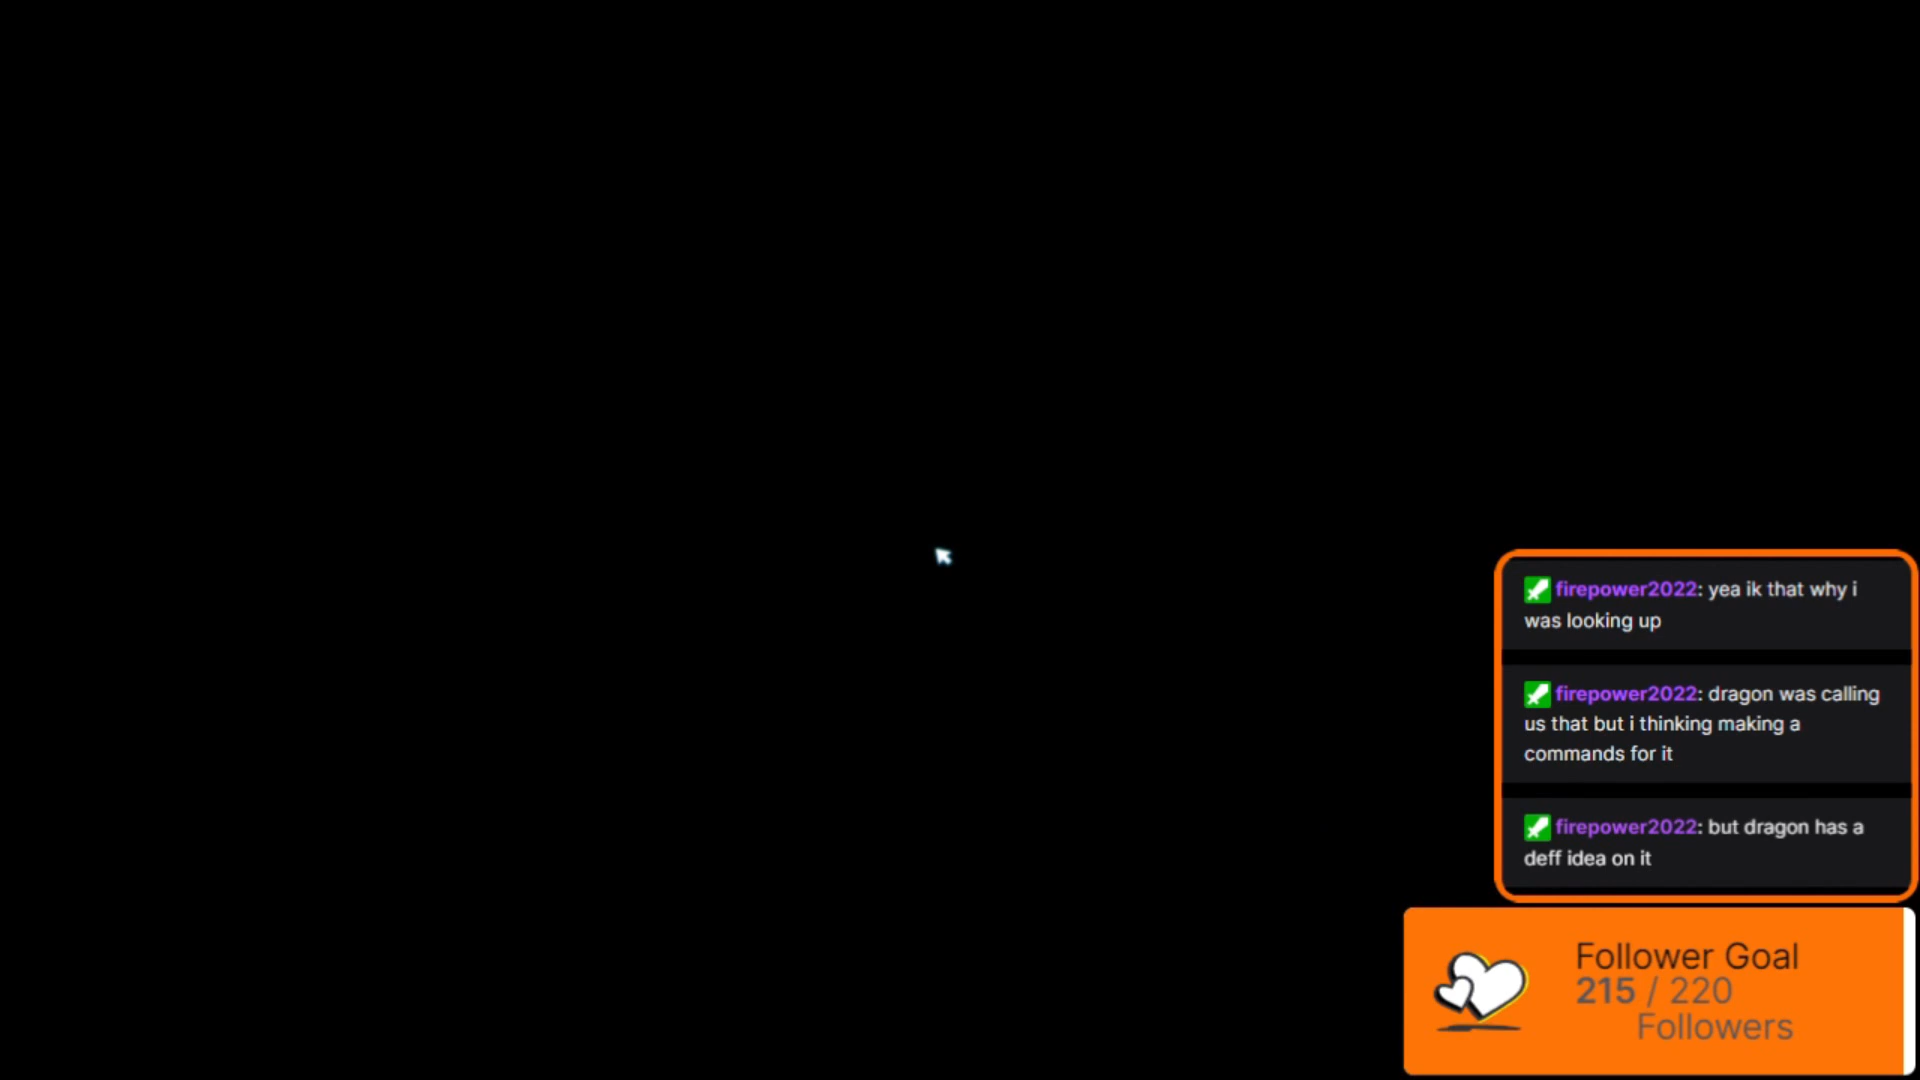 firepower2022: yea ik that why i
was looking up
firepower2022: dragon was calling
us that but i thinking making a
commands for it
firepower2022: but dragon has a
deff idea on it
Follower Goal
215 / 220
Followers